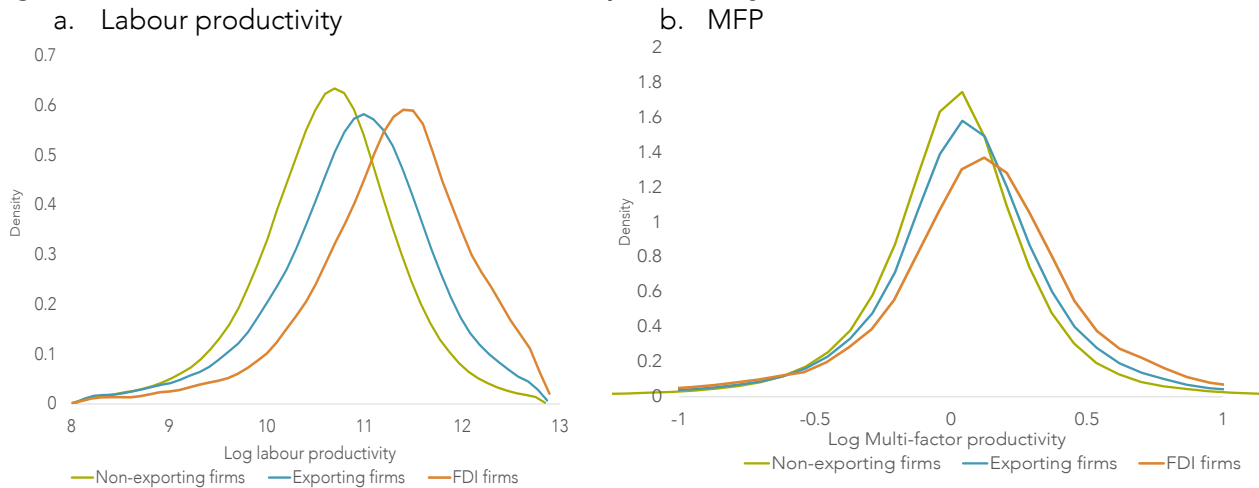 a. Labour productivity
0.7
0.6
0.5
0.4
0.3
0.2
0.1
0
Density
8 9 10 11 12 13
Log labour productivity
Non-exporting firms Exporting firms FDI firms
b. MFP
2
1.8
1.6
1.4
1.2
1
0.8
0.6
0.4
0.2
0
Density
-1 -0.5 0 0.5 1
Log Multi-factor productivity
Non-exporting firms Exporting firms FDI firms